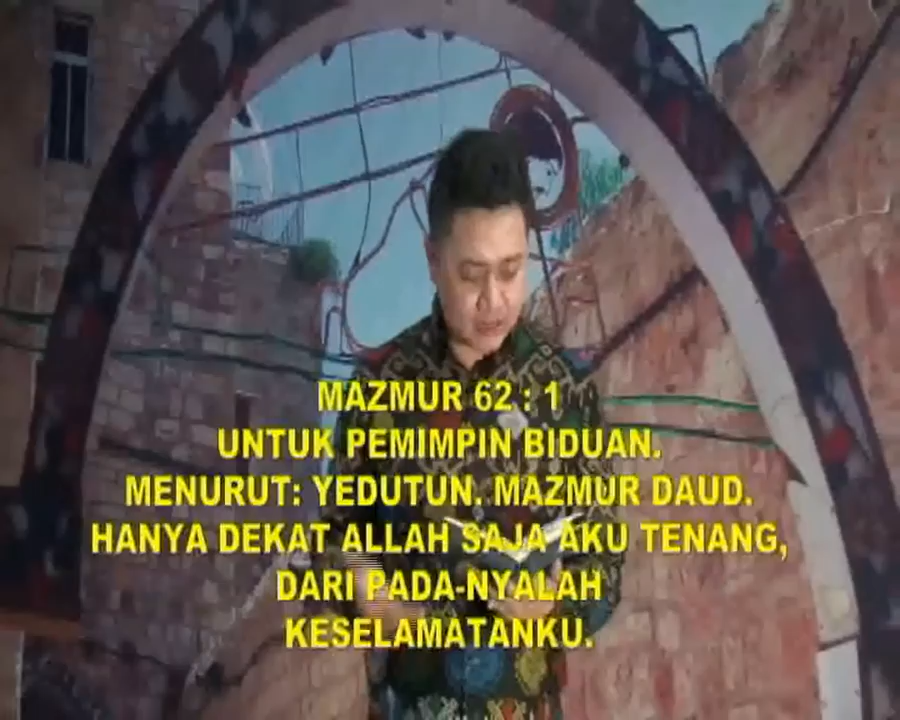 MAZMUR 62 : 1
UNTUK PEMIMPIN BIDUAN.
MENURUT: YEDUTUN. MAZMUR DAUD.
HANYA DEKAT ALLAH SAJA AKU TENANG,
DARI PADA-NYALAH
KESELAMATANKU.